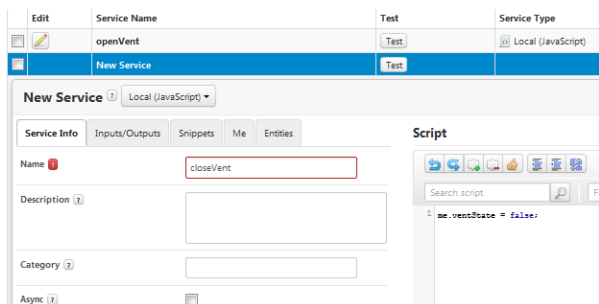 Edit Service Name Test Service Type
openVent Test Local (JavaScript)
New Service Test
New Service ? Local (JavaScript)
Service Info Inputs/Outputs Snippets Me Entities
Script
Name
closeVent
Description ?
Search script
1 me.ventState = false;
Category ?
Async ?